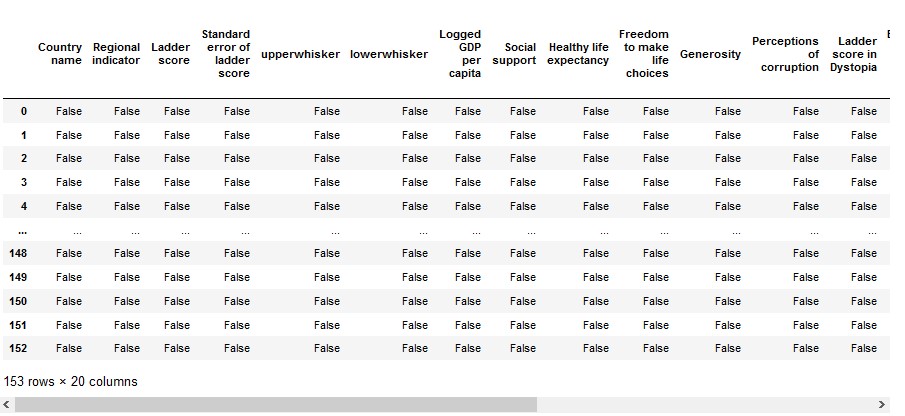 Country
name
Regional
indicator
Ladder
score
Standard
error of
ladder
score
upperwhisker
lowerwhisker
Logged
GDP
per
capita
Social
support
Healthy life
expectancy
Freedom
to make
life
choices
Generosity
Perceptions
of
corruption
Ladder
score in
Dystopia
0 False False False False False False False False False False False False False
1 False False False False False False False False False False False False False
2 False False False False False False False False False False False False False
3 False False False False False False False False False False False False False
4 False False False False False False False False False False False False False
... ... ... ... ... ... ... ... ... ... ... ... ... ...
148 False False False False False False False False False False False False False
149 False False False False False False False False False False False False False
150 False False False False False False False False False False False False False
151 False False False False False False False False False False False False False
152 False False False False False False False False False False False False False
153 rows × 20 columns